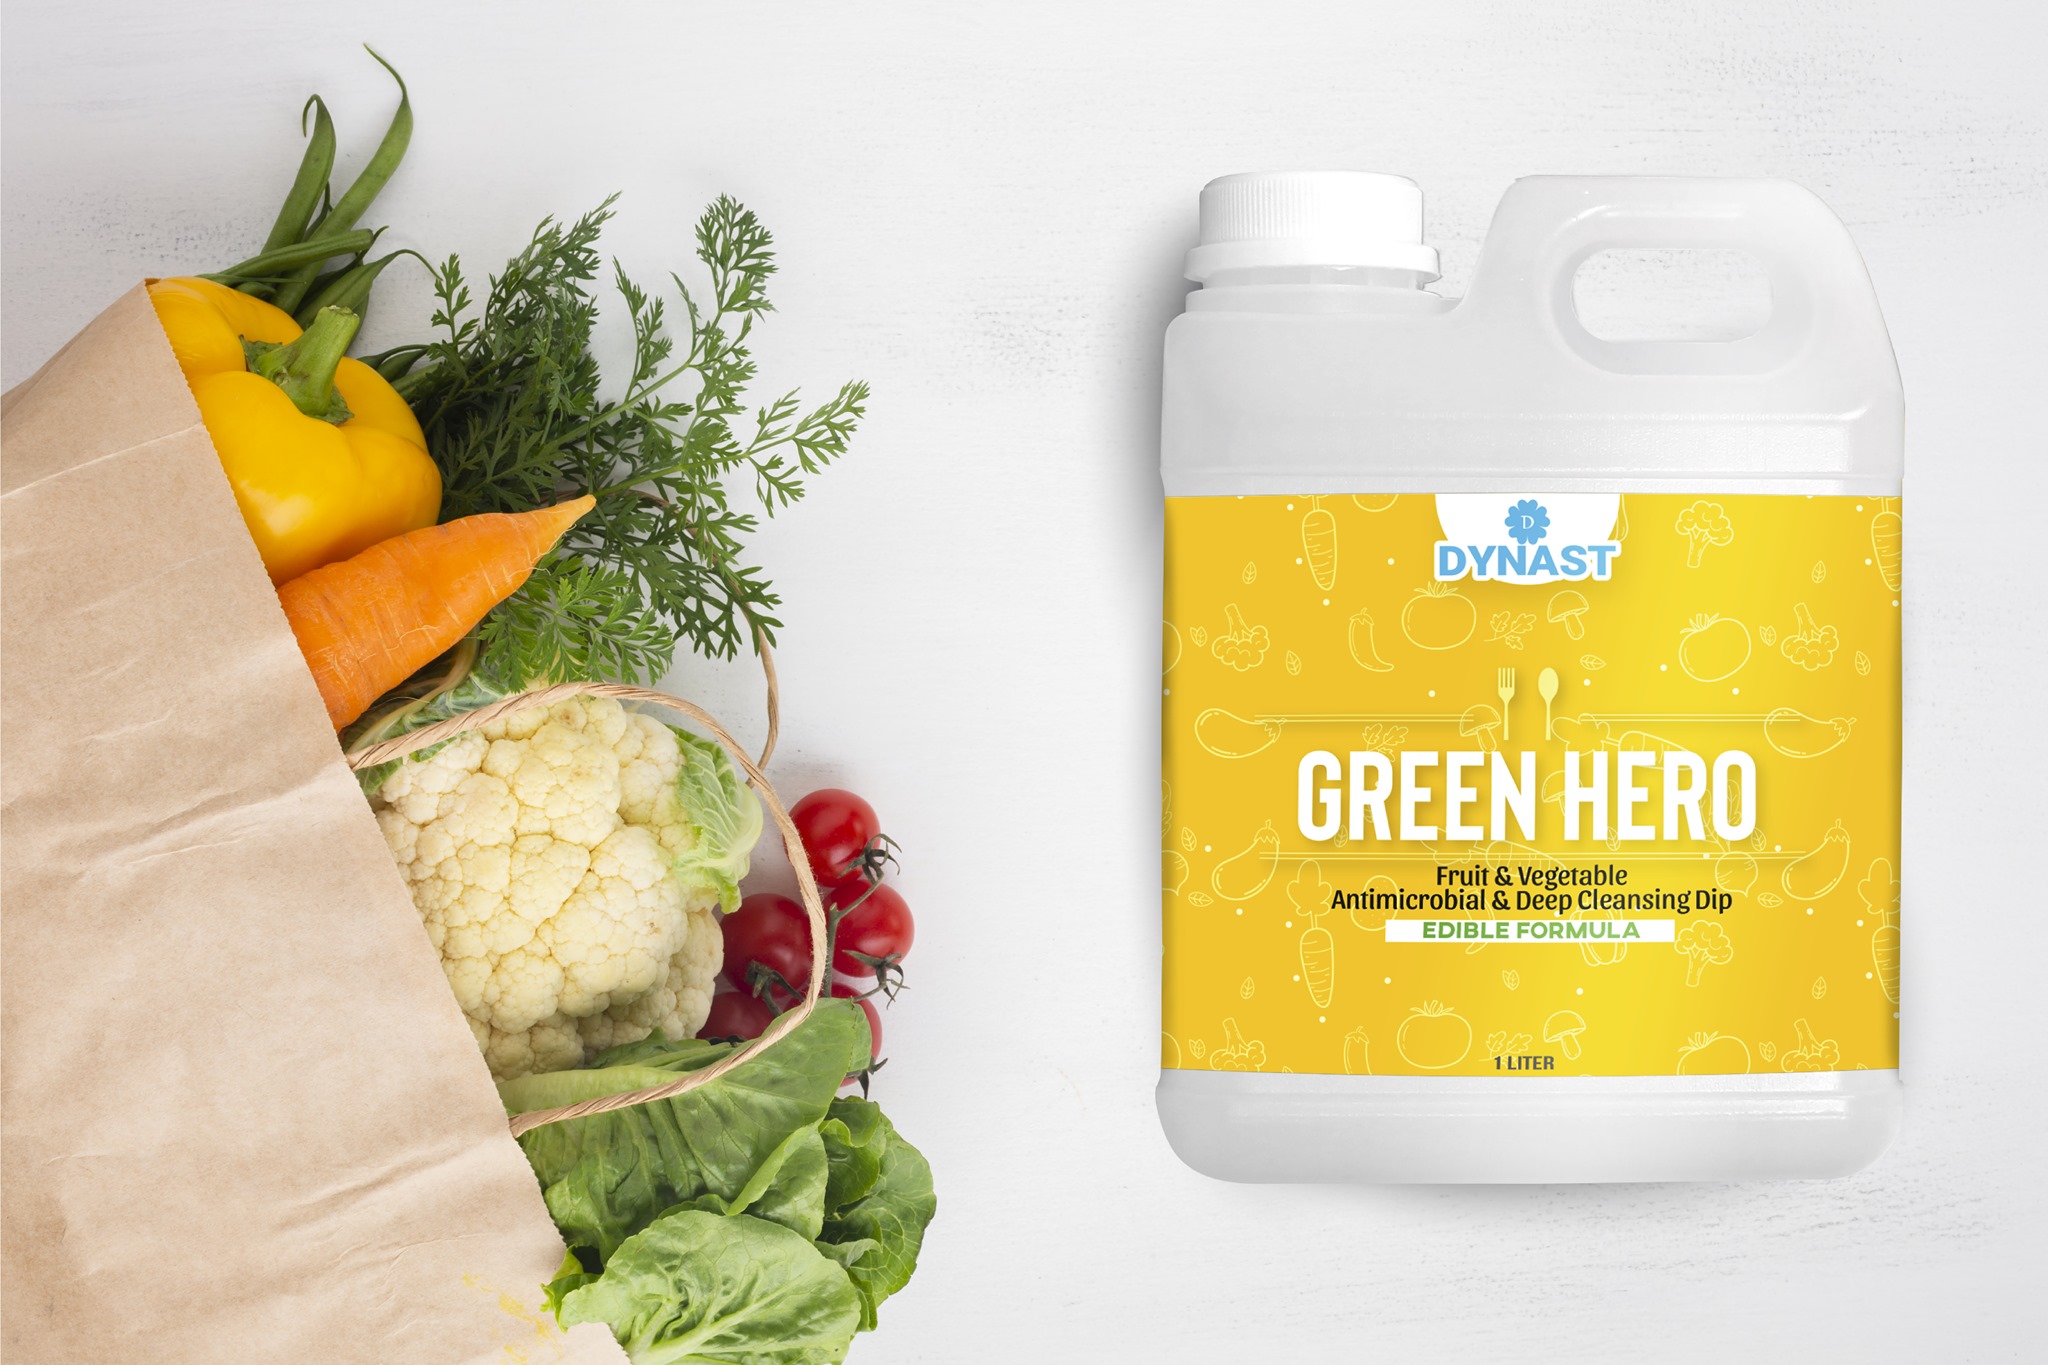 D
DYNAST
GREEN HERO
Fruit & Vegetable
Antimicrobial & Deep Cleansing Dip
EDIBLE FORMULA
1 LITER